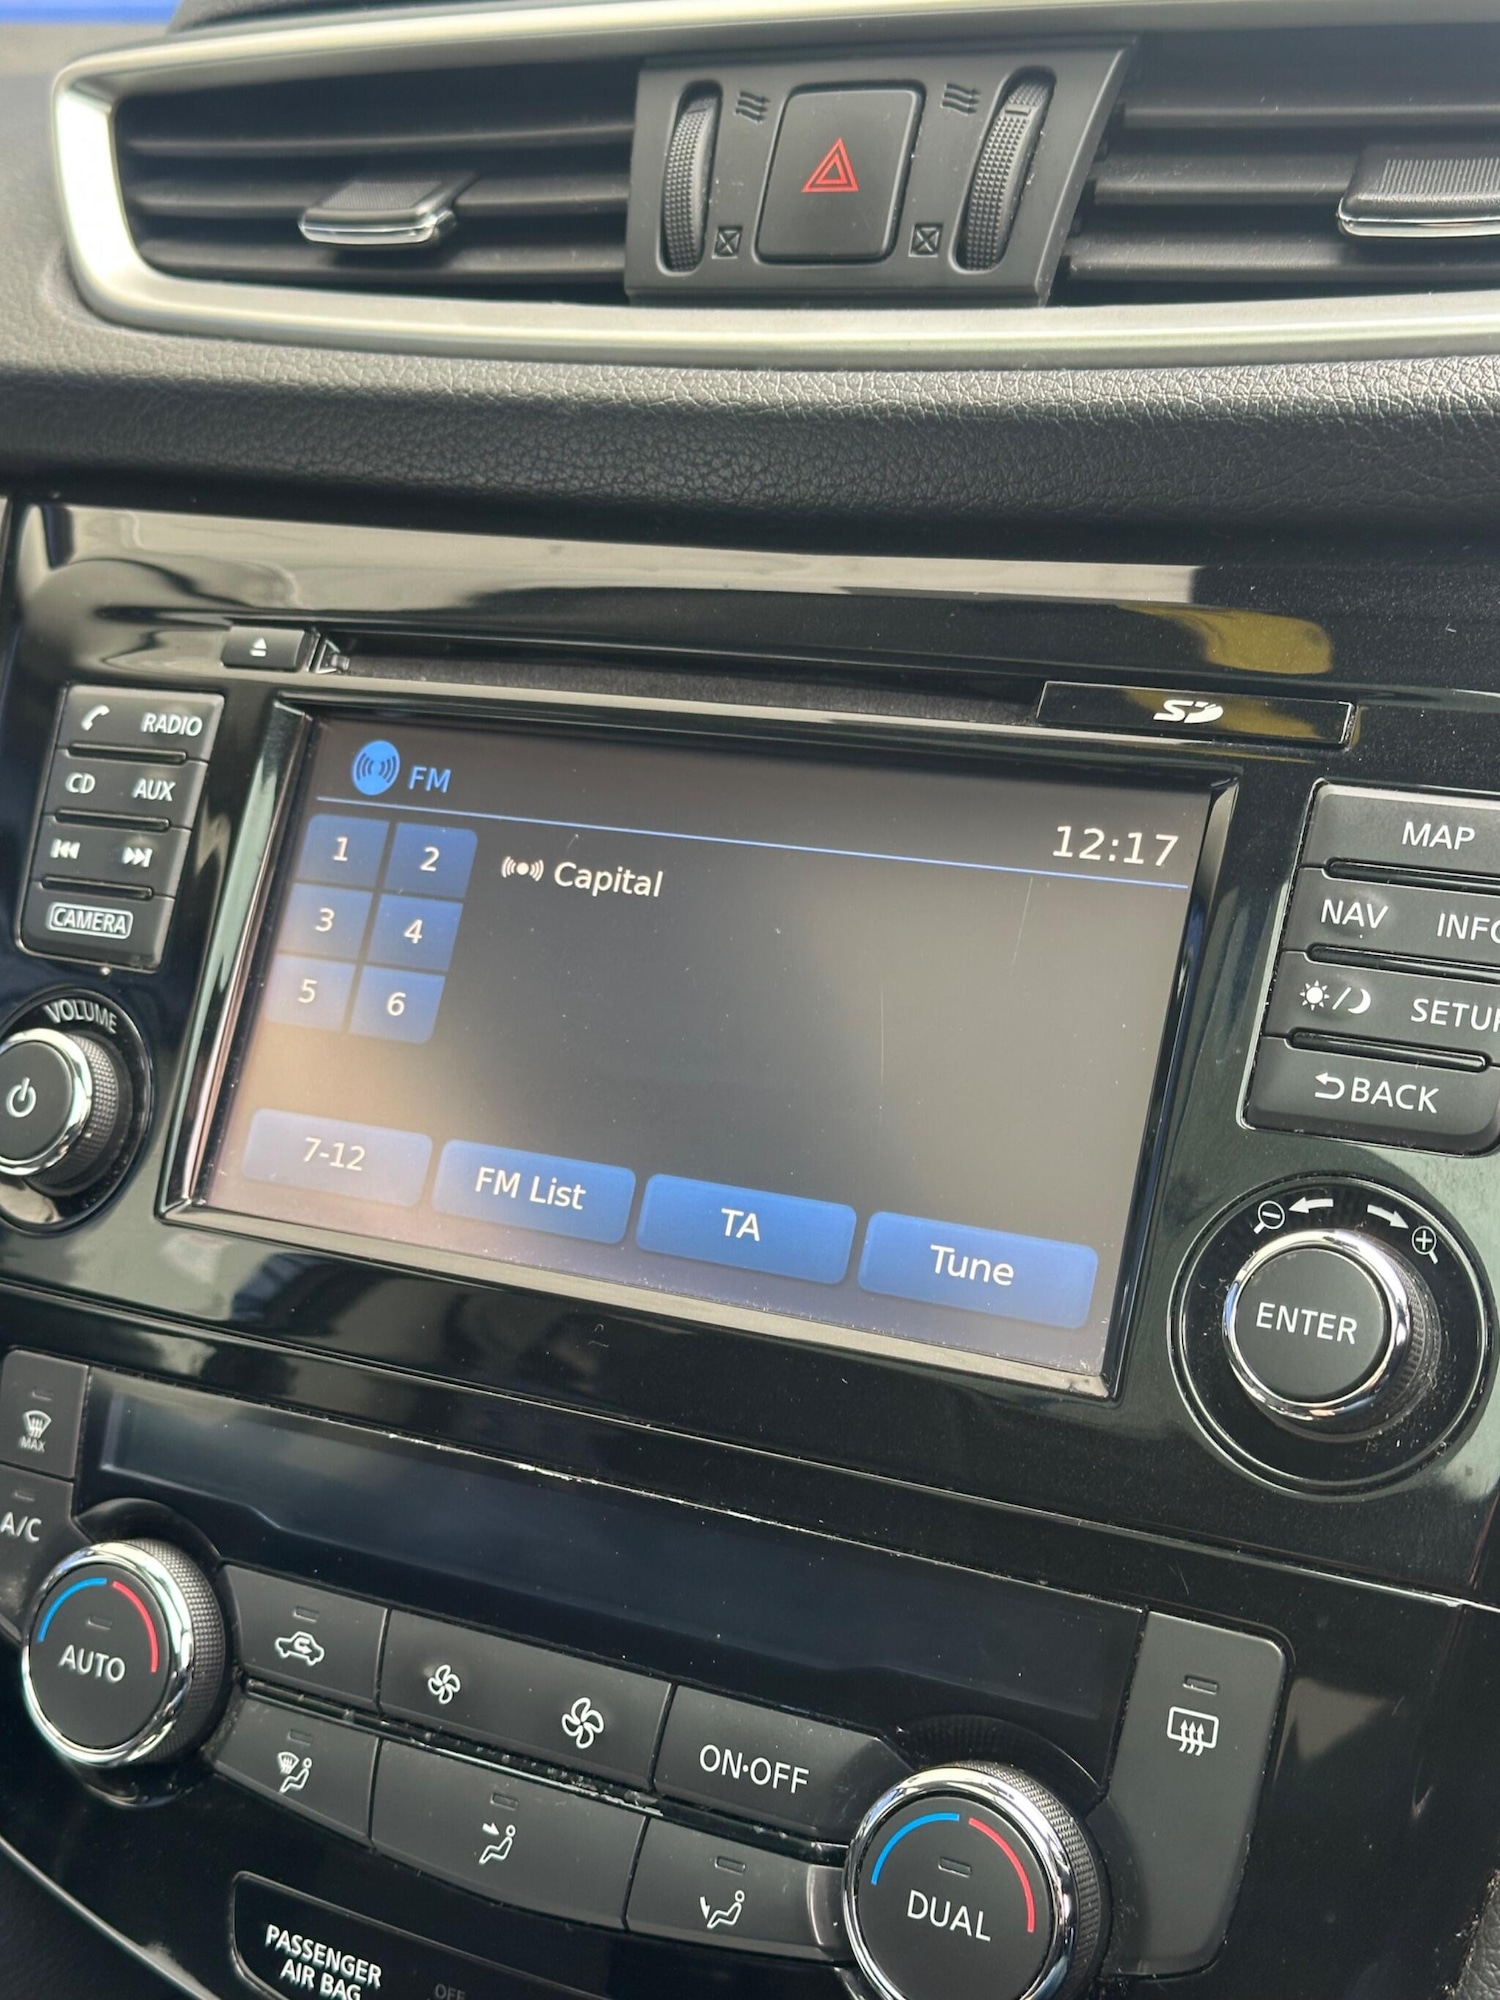 RADIO
CD AUX
CAMERA
VOLUME
SD
FM
12:17
1 2
Capital
3 4
5 6
7-12
FM List
TA
Tune
MAP
NAV
SETUP
BACK
ENTER
MAX
A/C
AUTO
ON·OFF
DUAL
PASSENGER
AIR BAG
OFF